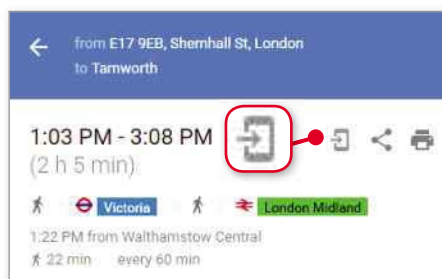 from E17 9EB, Shernhall St, London
to Tamworth
1:03 PM - 3:08 PM
(2 h 5 min)
Victoria London Midland
1:22 PM from Walthamstow Central
22 min every 60 min